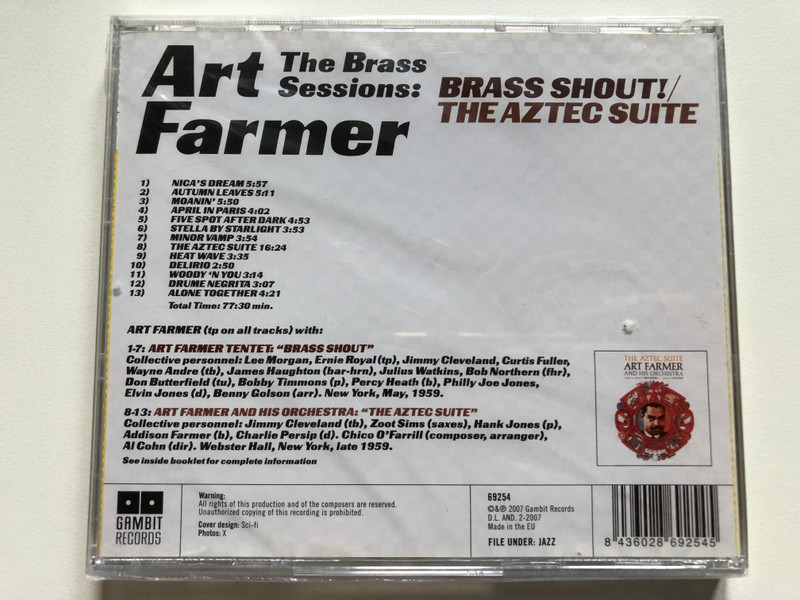 Art Farmer
The Brass
Sessions:
BRASS SHOUT!/
THE AZTEC SUITE
1) NICA'S DREAM 5:57
2) AUTUMN LEAVES 5:11
3) MOANIN' 5:50
4) APRIL IN PARIS 4:02
5) FIVE SPOT AFTER DARK 4:53
6) STELLA BY STARLIGHT 3:53
7) MINOR VAMP 3:54
8) THE AZTEC SUITE 16:24
9) HEAT WAVE 3:35
10) DELIRIO 2:50
11) WOODY 'N YOU 3:14
12) DRUME NEGRITA 3:07
13) ALONE TOGETHER 4:21
Total Time: 77:30 min.
ART FARMER (tp on all tracks) with:
1-7: ART FARMER TENTET: “BRASS SHOUT”
Collective personnel: Lee Morgan, Ernie Royal (tp), Jimmy Cleveland, Curtis Fuller,
Wayne Andre (tb), James Haughton (bar-hrn), Julius Watkins, Bob Northern (fhr),
Don Butterfield (tu), Bobby Timmons (p), Percy Heath (b), Philly Joe Jones,
Elvin Jones (d), Benny Golson (arr). New York, May, 1959.
8-13: ART FARMER AND HIS ORCHESTRA: “THE AZTEC SUITE”
Collective personnel: Jimmy Cleveland (tb), Zoot Sims (saxes), Hank Jones (p),
Addison Farmer (b), Charlie Persip (d). Chico O'Farrill (composer, arranger),
Al Cohn (dir). Webster Hall, New York, late 1959.
See inside booklet for complete information
THE AZTEC SUITE
ART FARMER
AND HIS ORCHESTRA
GAMBIT
RECORDS
Warning:
All rights of this production and of the composers are reserved.
Unauthorized copying of this recording is prohibited.
Cover design: Sci-fi
Photos: X
69254
©&℗ 2007 Gambit Records
D.L. AND. 2-2007
Made in the EU
FILE UNDER: JAZZ
8 436028 692545